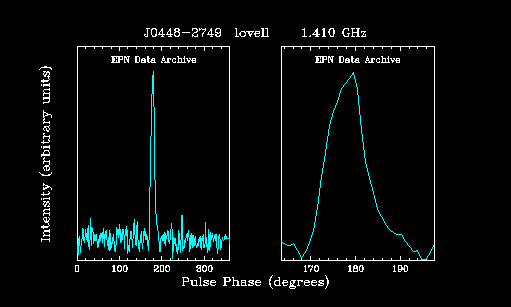 J0448-2749 lovell 1.410 GHz
EPN Data Archive EPN Data Archive
Intensity (arbitrary units)
0 100 200 300 170 180 190
Pulse Phase (degrees)